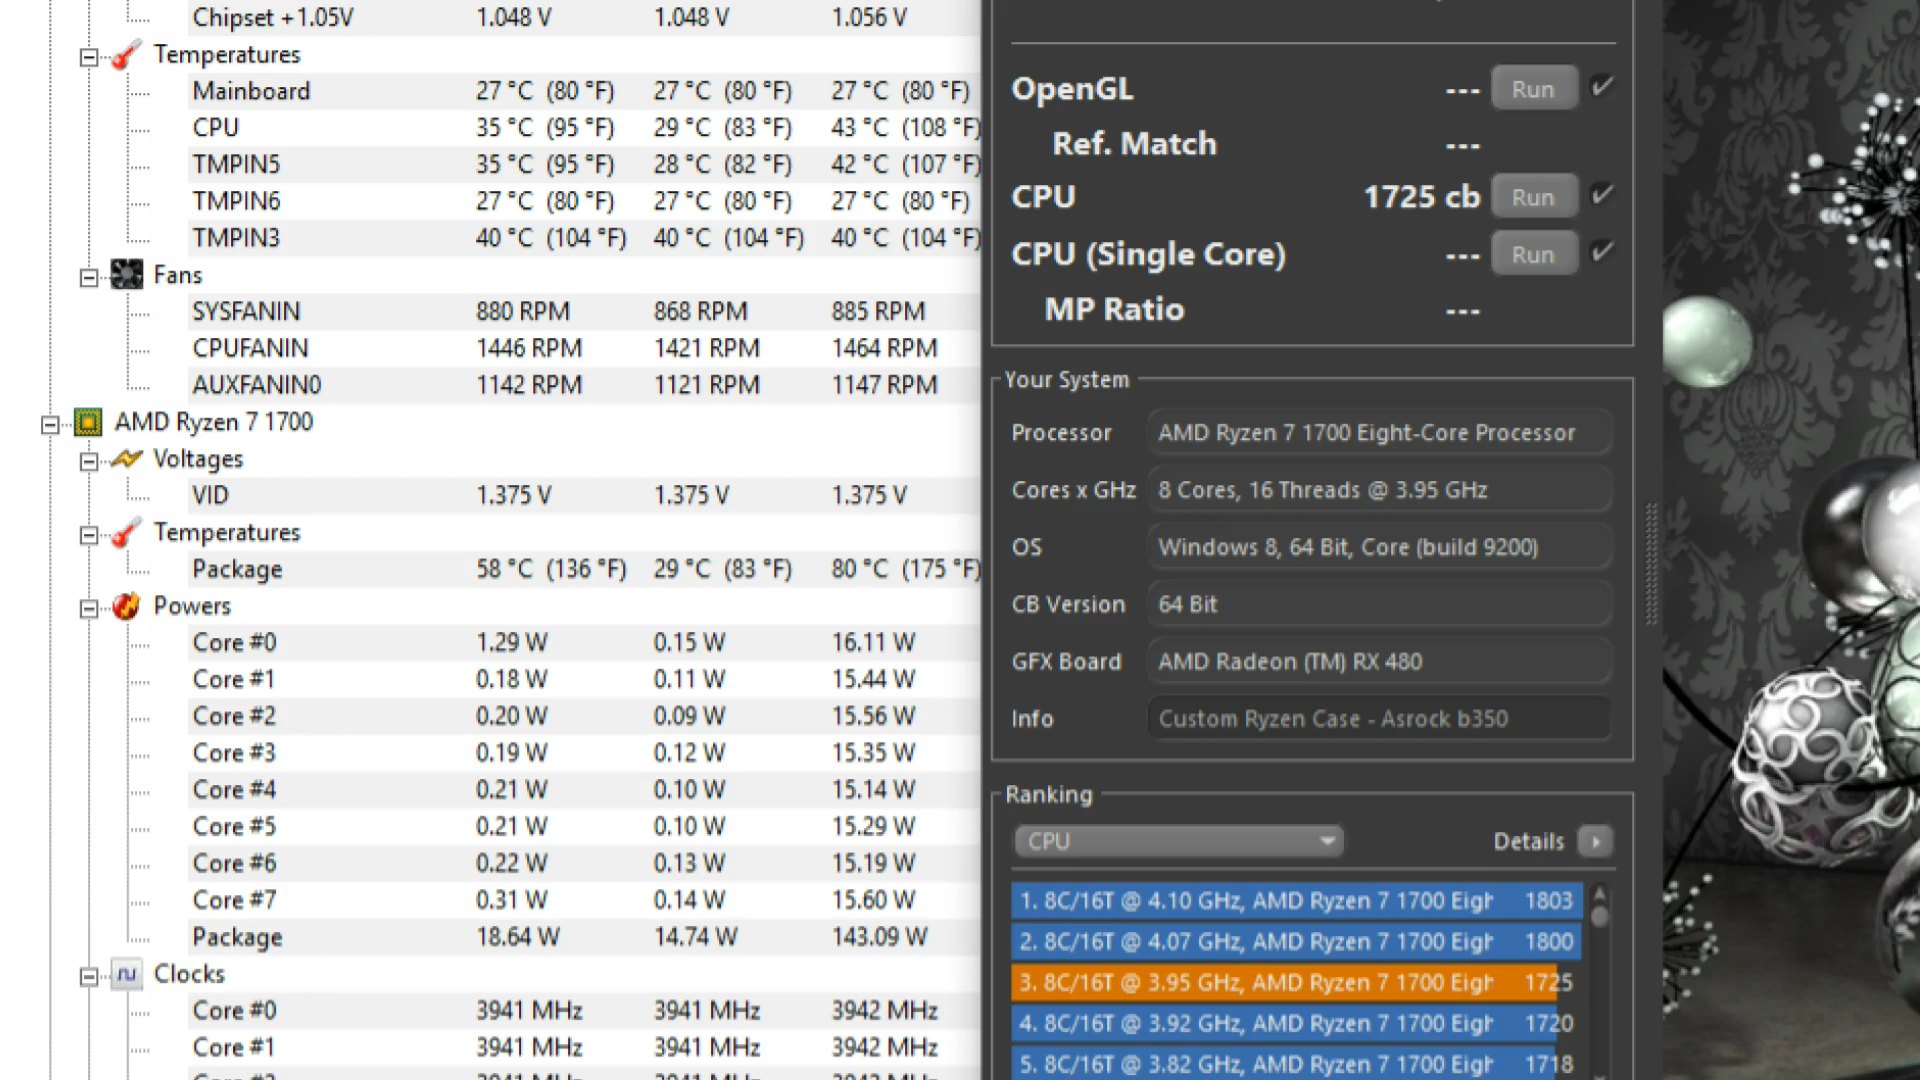 Chipset +1.05V 1.048 V 1.048 V 1.056 V
Temperatures
Mainboard 27 °C (80 °F) 27 °C (80 °F) 27 °C (80 °F)
CPU 35 °C (95 °F) 29 °C (83 °F) 43 °C (108 °F)
TMPIN5 35 °C (95 °F) 28 °C (82 °F) 42 °C (107 °F)
TMPIN6 27 °C (80 °F) 27 °C (80 °F) 27 °C (80 °F)
TMPIN3 40 °C (104 °F) 40 °C (104 °F) 40 °C (104 °F)
Fans
SYSFANIN 880 RPM 868 RPM 885 RPM
CPUFANIN 1446 RPM 1421 RPM 1464 RPM
AUXFANIN0 1142 RPM 1121 RPM 1147 RPM
AMD Ryzen 7 1700
Voltages
VID 1.375 V 1.375 V 1.375 V
Temperatures
Package 58 °C (136 °F) 29 °C (83 °F) 80 °C (175 °F)
Powers
Core #0 1.29 W 0.15 W 16.11 W
Core #1 0.18 W 0.11 W 15.44 W
Core #2 0.20 W 0.09 W 15.56 W
Core #3 0.19 W 0.12 W 15.35 W
Core #4 0.21 W 0.10 W 15.14 W
Core #5 0.21 W 0.10 W 15.29 W
Core #6 0.22 W 0.13 W 15.19 W
Core #7 0.31 W 0.14 W 15.60 W
Package 18.64 W 14.74 W 143.09 W
Clocks
Core #0 3941 MHz 3941 MHz 3942 MHz
Core #1 3941 MHz 3941 MHz 3942 MHz
OpenGL --- Run
Ref. Match ---
CPU 1725 cb Run
CPU (Single Core) --- Run
MP Ratio ---
Your System
Processor AMD Ryzen 7 1700 Eight-Core Processor
Cores x GHz 8 Cores, 16 Threads @ 3.95 GHz
OS Windows 8, 64 Bit, Core (build 9200)
CB Version 64 Bit
GFX Board AMD Radeon (TM) RX 480
Info Custom Ryzen Case - Asrock b350
Ranking
CPU Details
1. 8C/16T @ 4.10 GHz, AMD Ryzen 7 1700 Eigh 1803
2. 8C/16T @ 4.07 GHz, AMD Ryzen 7 1700 Eigh 1800
3. 8C/16T @ 3.95 GHz, AMD Ryzen 7 1700 Eigh 1725
4. 8C/16T @ 3.92 GHz, AMD Ryzen 7 1700 Eigh 1720
5. 8C/16T @ 3.82 GHz, AMD Ryzen 7 1700 Eigh 1718